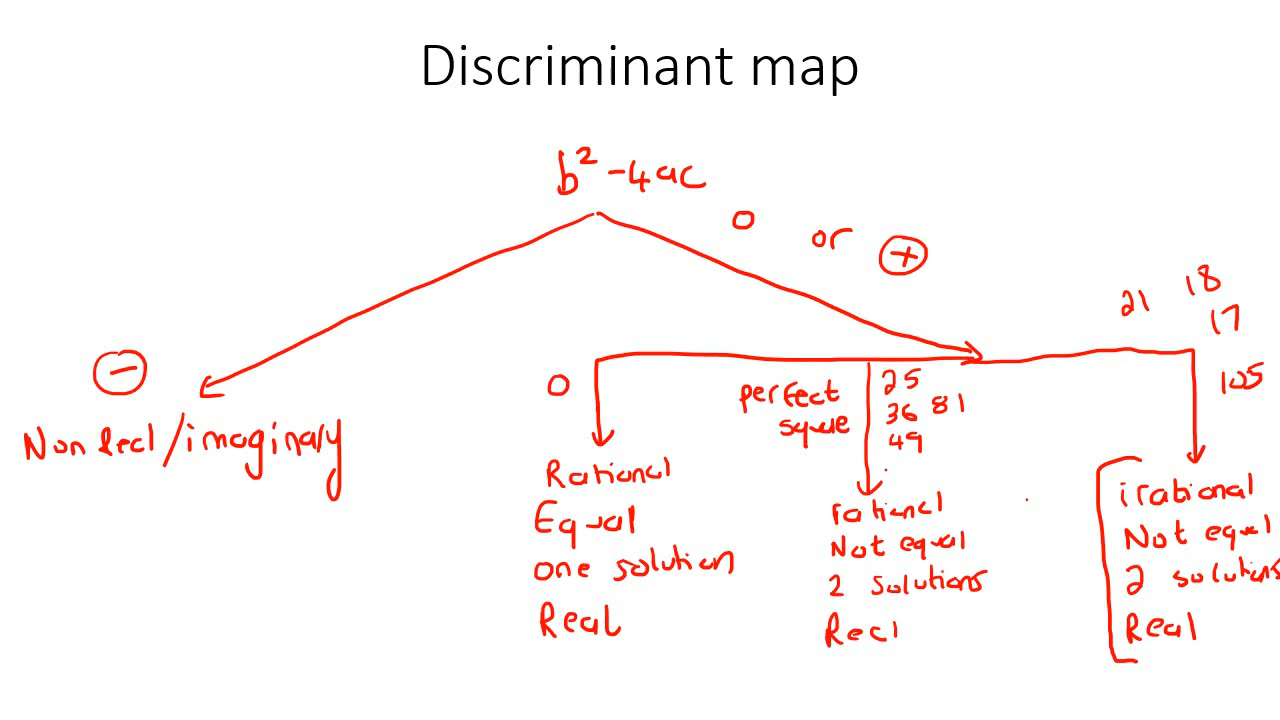 Discriminant map
b² - 4ac
0 or +
-
Non real/imaginary
0
Rational
Equal
one solution
Real
perfect
square
25
36 81
49
rational
Not equal
2 solutions
Real
21 18
17
105
irational
Not equal
2 solutions
Real